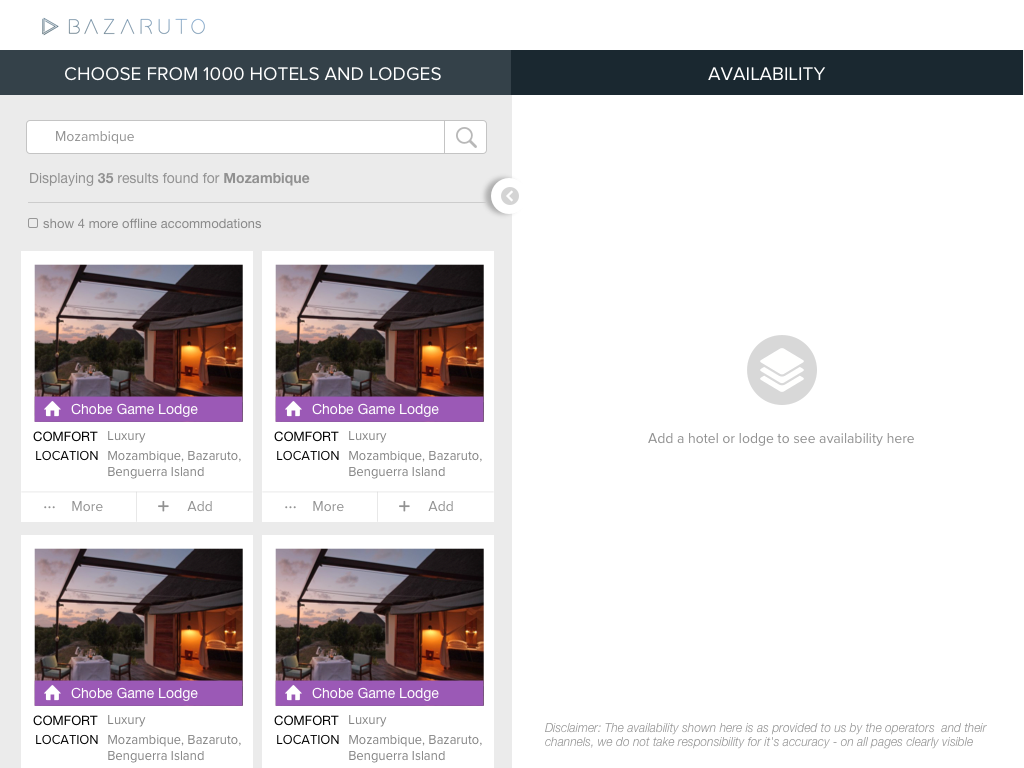 BAZARUTO
CHOOSE FROM 1000 HOTELS AND LODGES
AVAILABILITY
Mozambique
Displaying 35 results found for Mozambique
show 4 more offline accommodations
Chobe Game Lodge
COMFORT Luxury
LOCATION Mozambique, Bazaruto,
Benguerra Island
... More + Add
Chobe Game Lodge
COMFORT Luxury
LOCATION Mozambique, Bazaruto,
Benguerra Island
... More + Add
Chobe Game Lodge
COMFORT Luxury
LOCATION Mozambique, Bazaruto,
Benguerra Island
Chobe Game Lodge
COMFORT Luxury
LOCATION Mozambique, Bazaruto,
Benguerra Island
Add a hotel or lodge to see availability here
Disclaimer: The availability shown here is as provided to us by the operators and their
channels, we do not take responsibility for it's accuracy - on all pages clearly visible